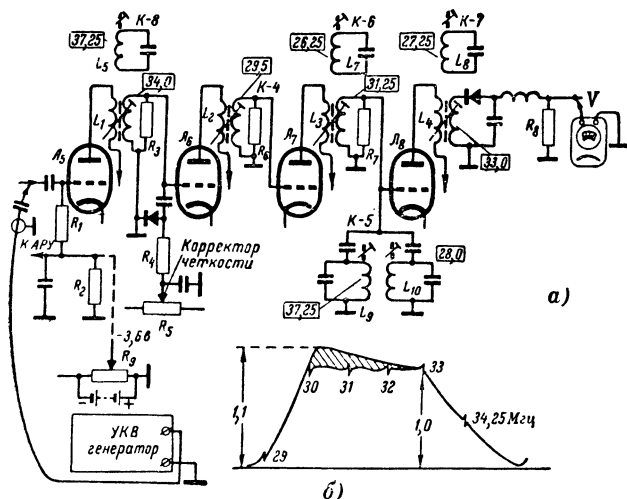 К-8
К-6
К-7
37,25
26,25
27,25
L5
L7
L8
34,0
29,5
К-4
31,25
L1
L2
L3
L4
V
Л5
R3
Л6
R6
Л7
R7
Л8
R8
33,0
R1
К АРУ
К-5
R4
Корректор
четкости
28,0
R2
R5
37,25
L9
L10
а)
-3,6в
R9
- +
УКВ
генератор
1,1
30
31
32
33
1,0
34,25 Мгц
29
б)